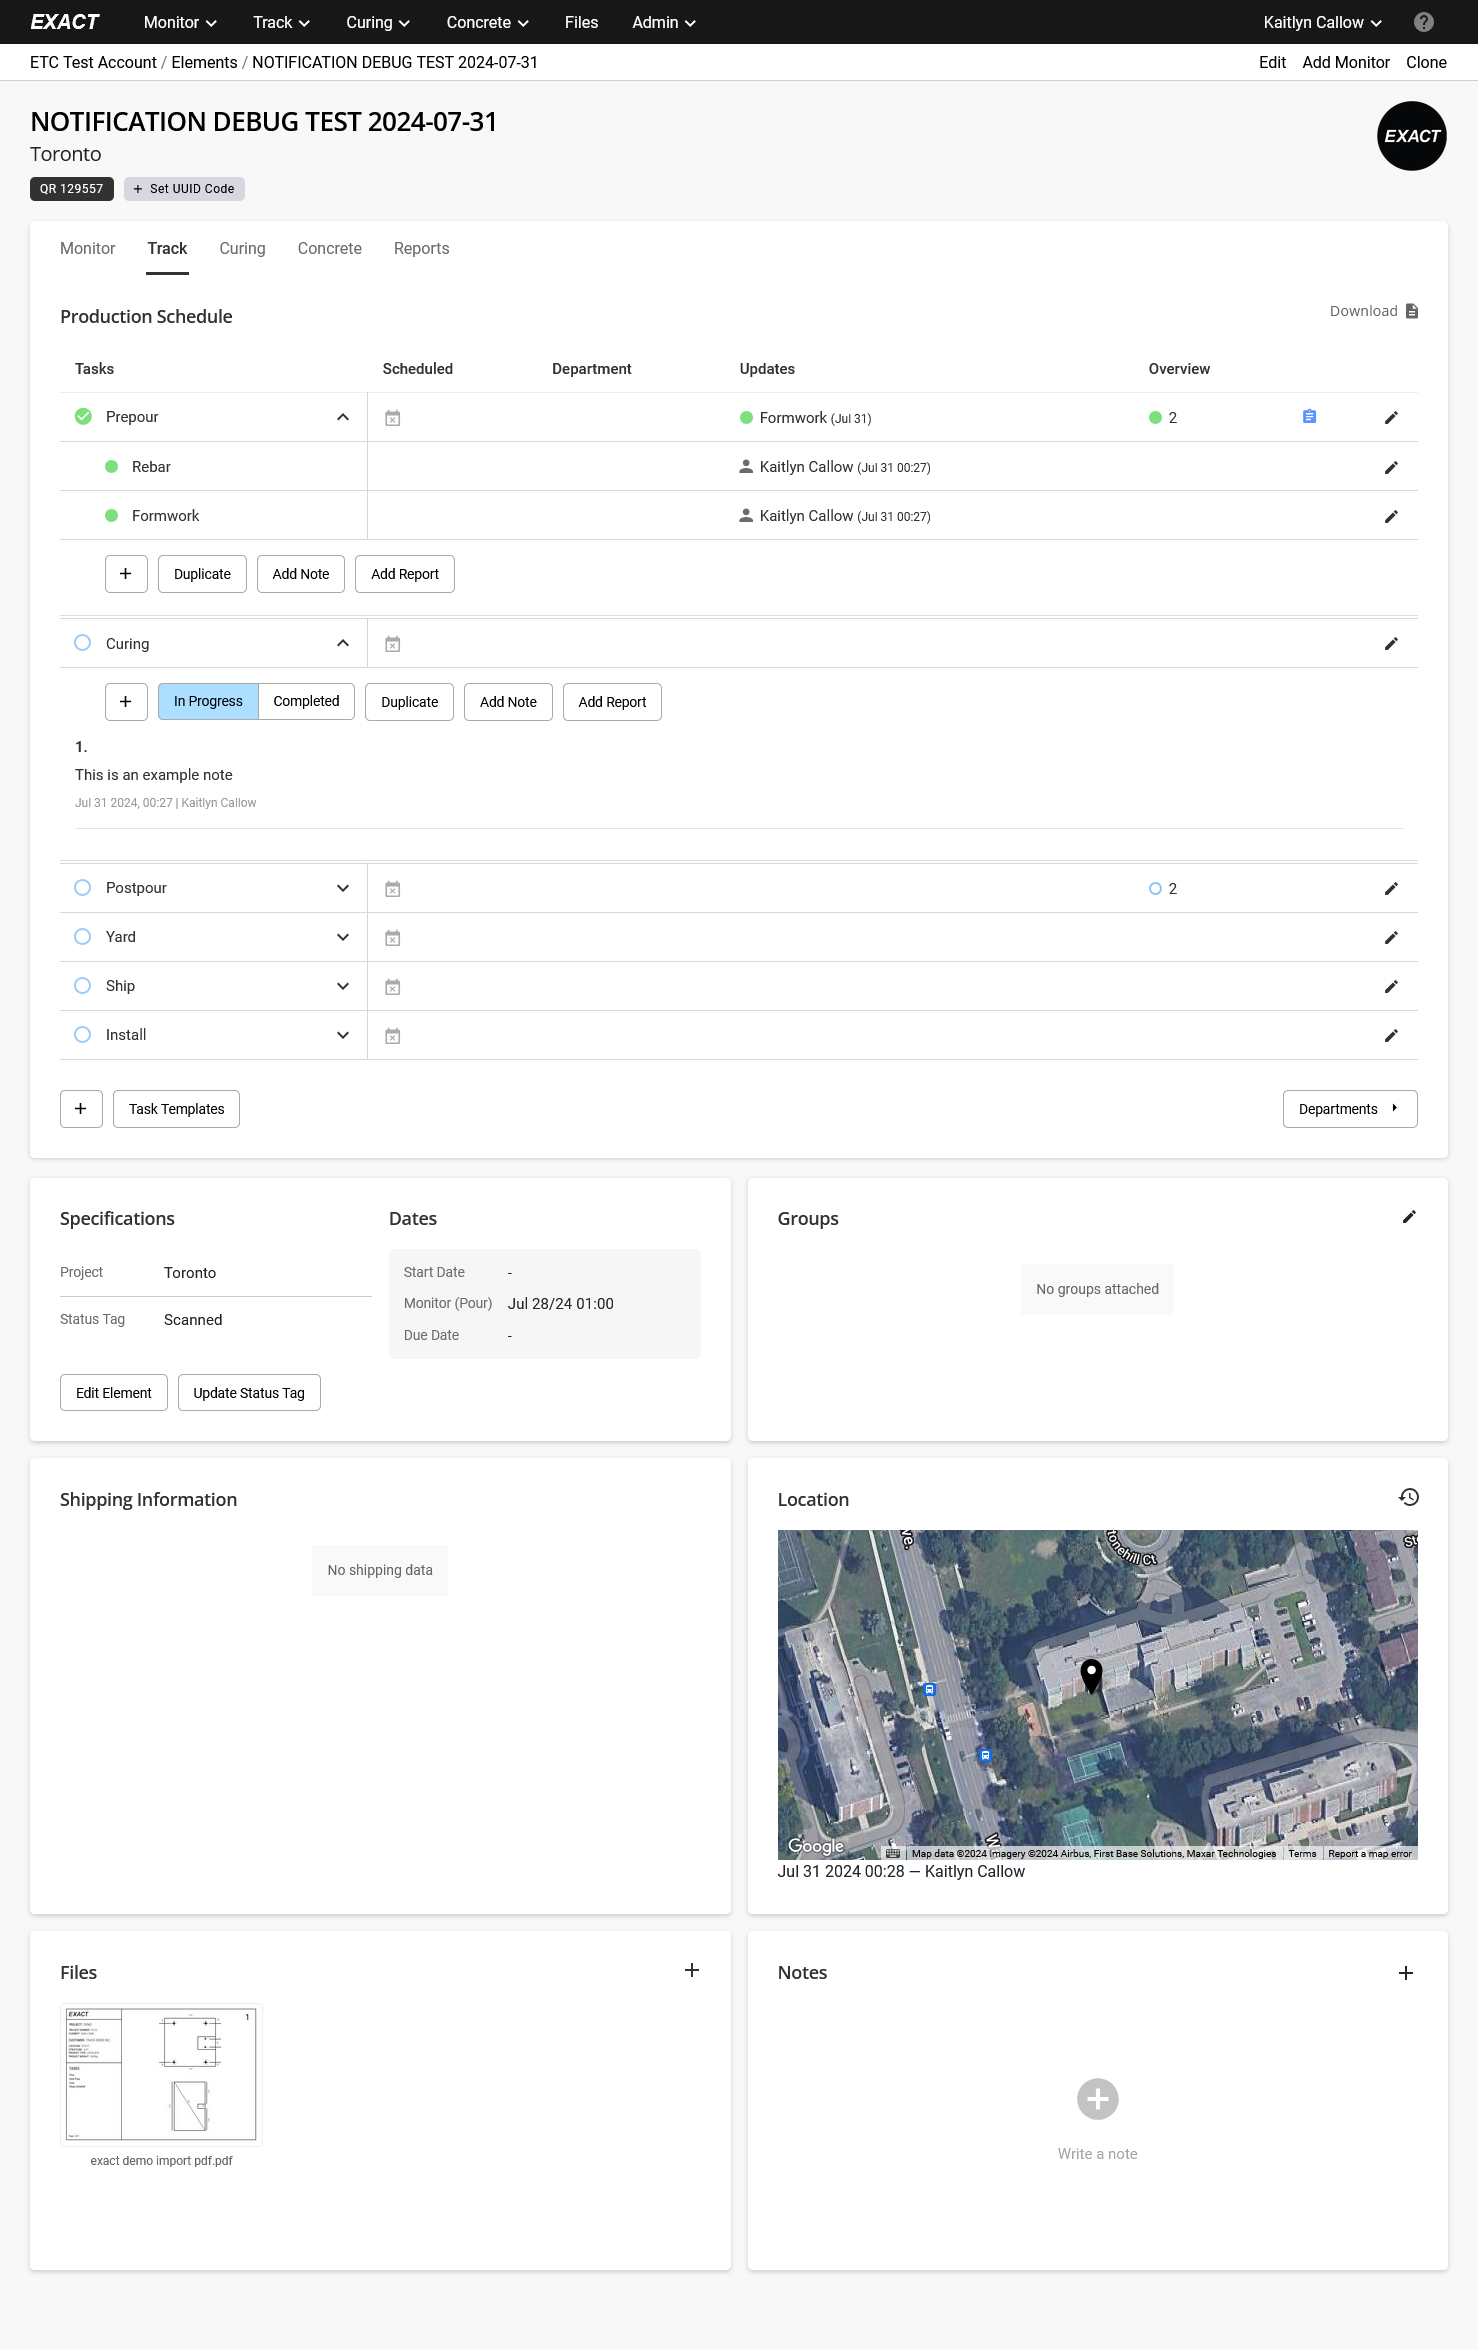 EXACT Monitor Track Curing Concrete Files Admin Kaitlyn Callow
ETC Test Account / Elements / NOTIFICATION DEBUG TEST 2024-07-31 Edit Add Monitor Clone
NOTIFICATION DEBUG TEST 2024-07-31
EXACT
Toronto
QR 129557 + Set UUID Code
Monitor Track Curing Concrete Reports
Production Schedule Download
Tasks Scheduled Department Updates Overview
Prepour Formwork (Jul 31) 2
Rebar Kaitlyn Callow (Jul 31 00:27)
Formwork Kaitlyn Callow (Jul 31 00:27)
+ Duplicate Add Note Add Report
Curing
+ In Progress Completed Duplicate Add Note Add Report
1.
This is an example note
Jul 31 2024, 00:27 | Kaitlyn Callow
Postpour 2
Yard
Ship
Install
+ Task Templates Departments
Specifications
Project Toronto
Status Tag Scanned
Edit Element Update Status Tag
Dates
Start Date -
Monitor (Pour) Jul 28/24 01:00
Due Date -
Groups
No groups attached
Shipping Information
No shipping data
Location
ve.
tonehill Ct
St
W
Google
Map data ©2024 Imagery ©2024 Airbus, First Base Solutions, Maxar Technologies Terms Report a map error
Jul 31 2024 00:28 — Kaitlyn Callow
Files +
EXACT 1
exact demo import pdf.pdf
Notes +
Write a note